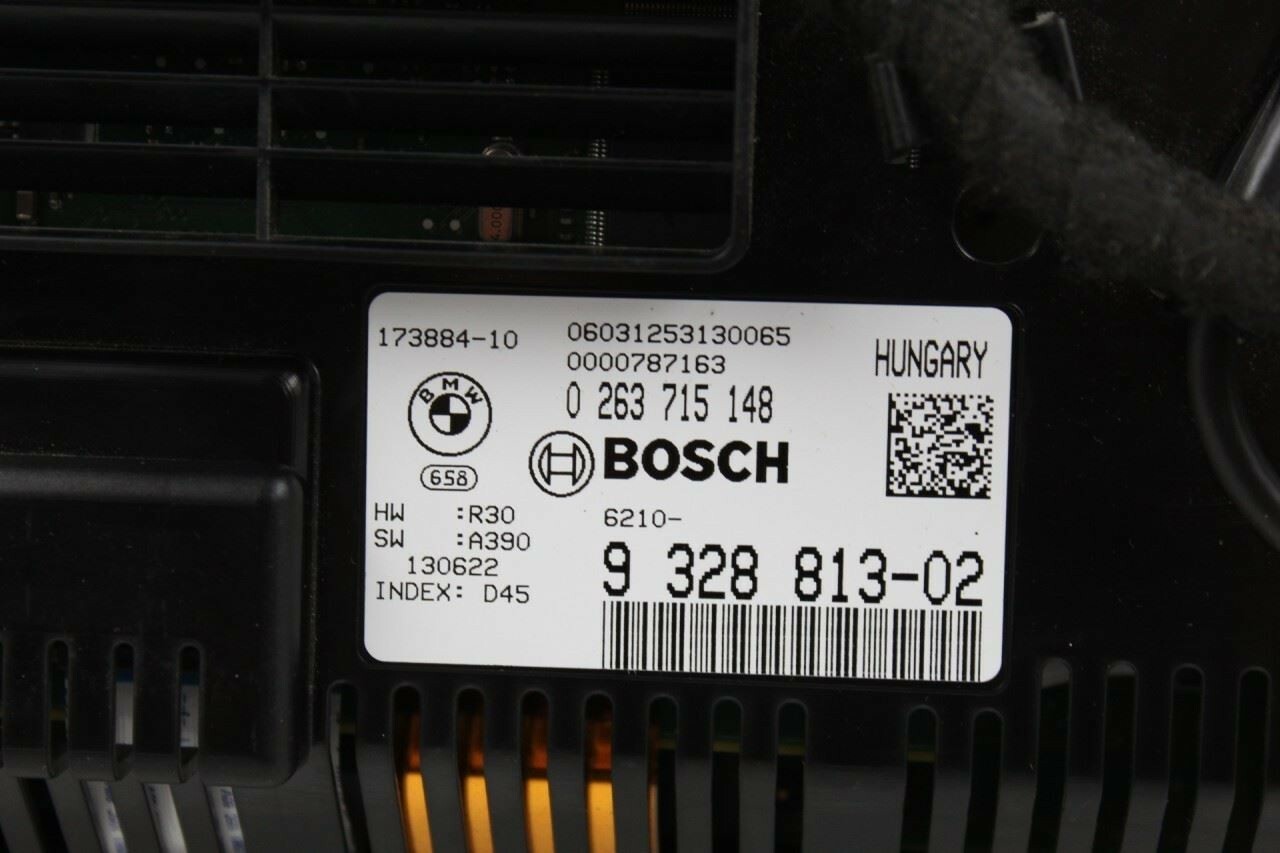 173884-10
06031253130065
0000787163
0 263 715 148
HUNGARY
BMW
658
BOSCH
HW :R30
SW :A390
130622
INDEX: D45
6210-
9 328 813-02